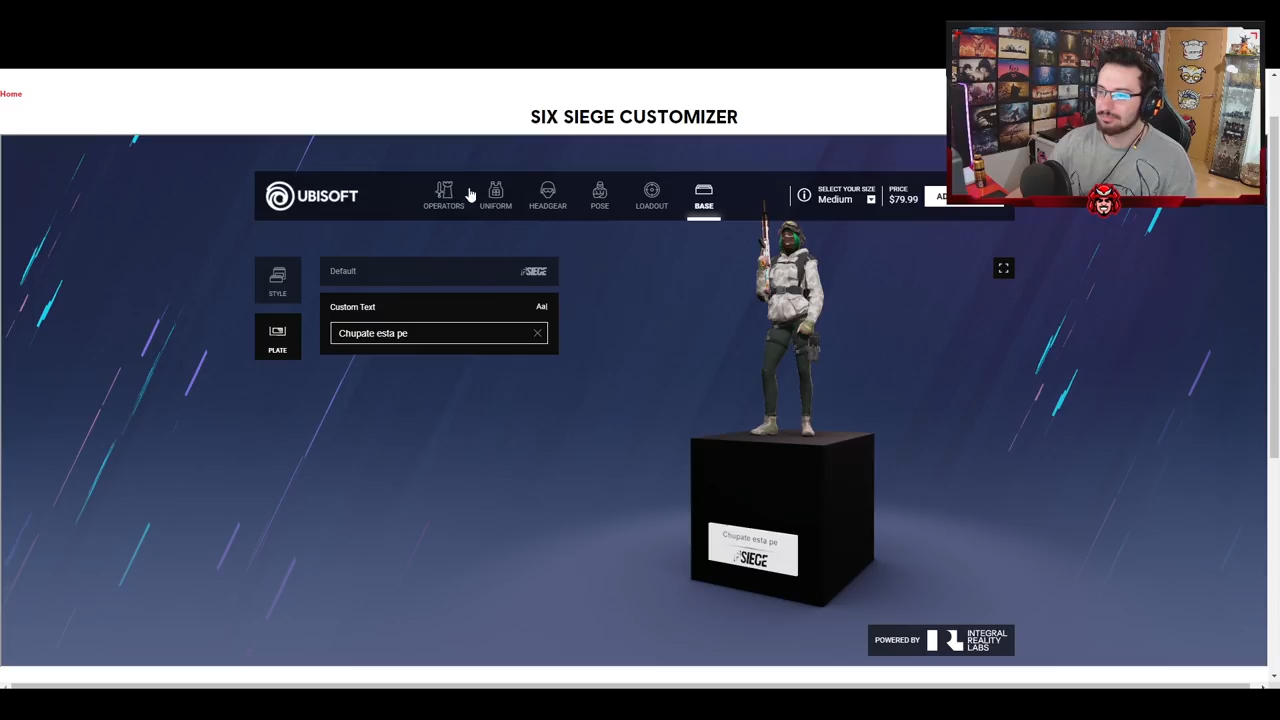 Home
SIX SIEGE CUSTOMIZER
UBISOFT
OPERATORS
UNIFORM
HEADGEAR
POSE
LOADOUT
BASE
SELECT YOUR SIZE
Medium
PRICE
$79.99
STYLE
PLATE
Default
SIEGE
Custom Text
Aa|
Chupate esta pe
Chupate esta pe
SIEGE
POWERED BY
INTEGRAL
REALITY
LABS